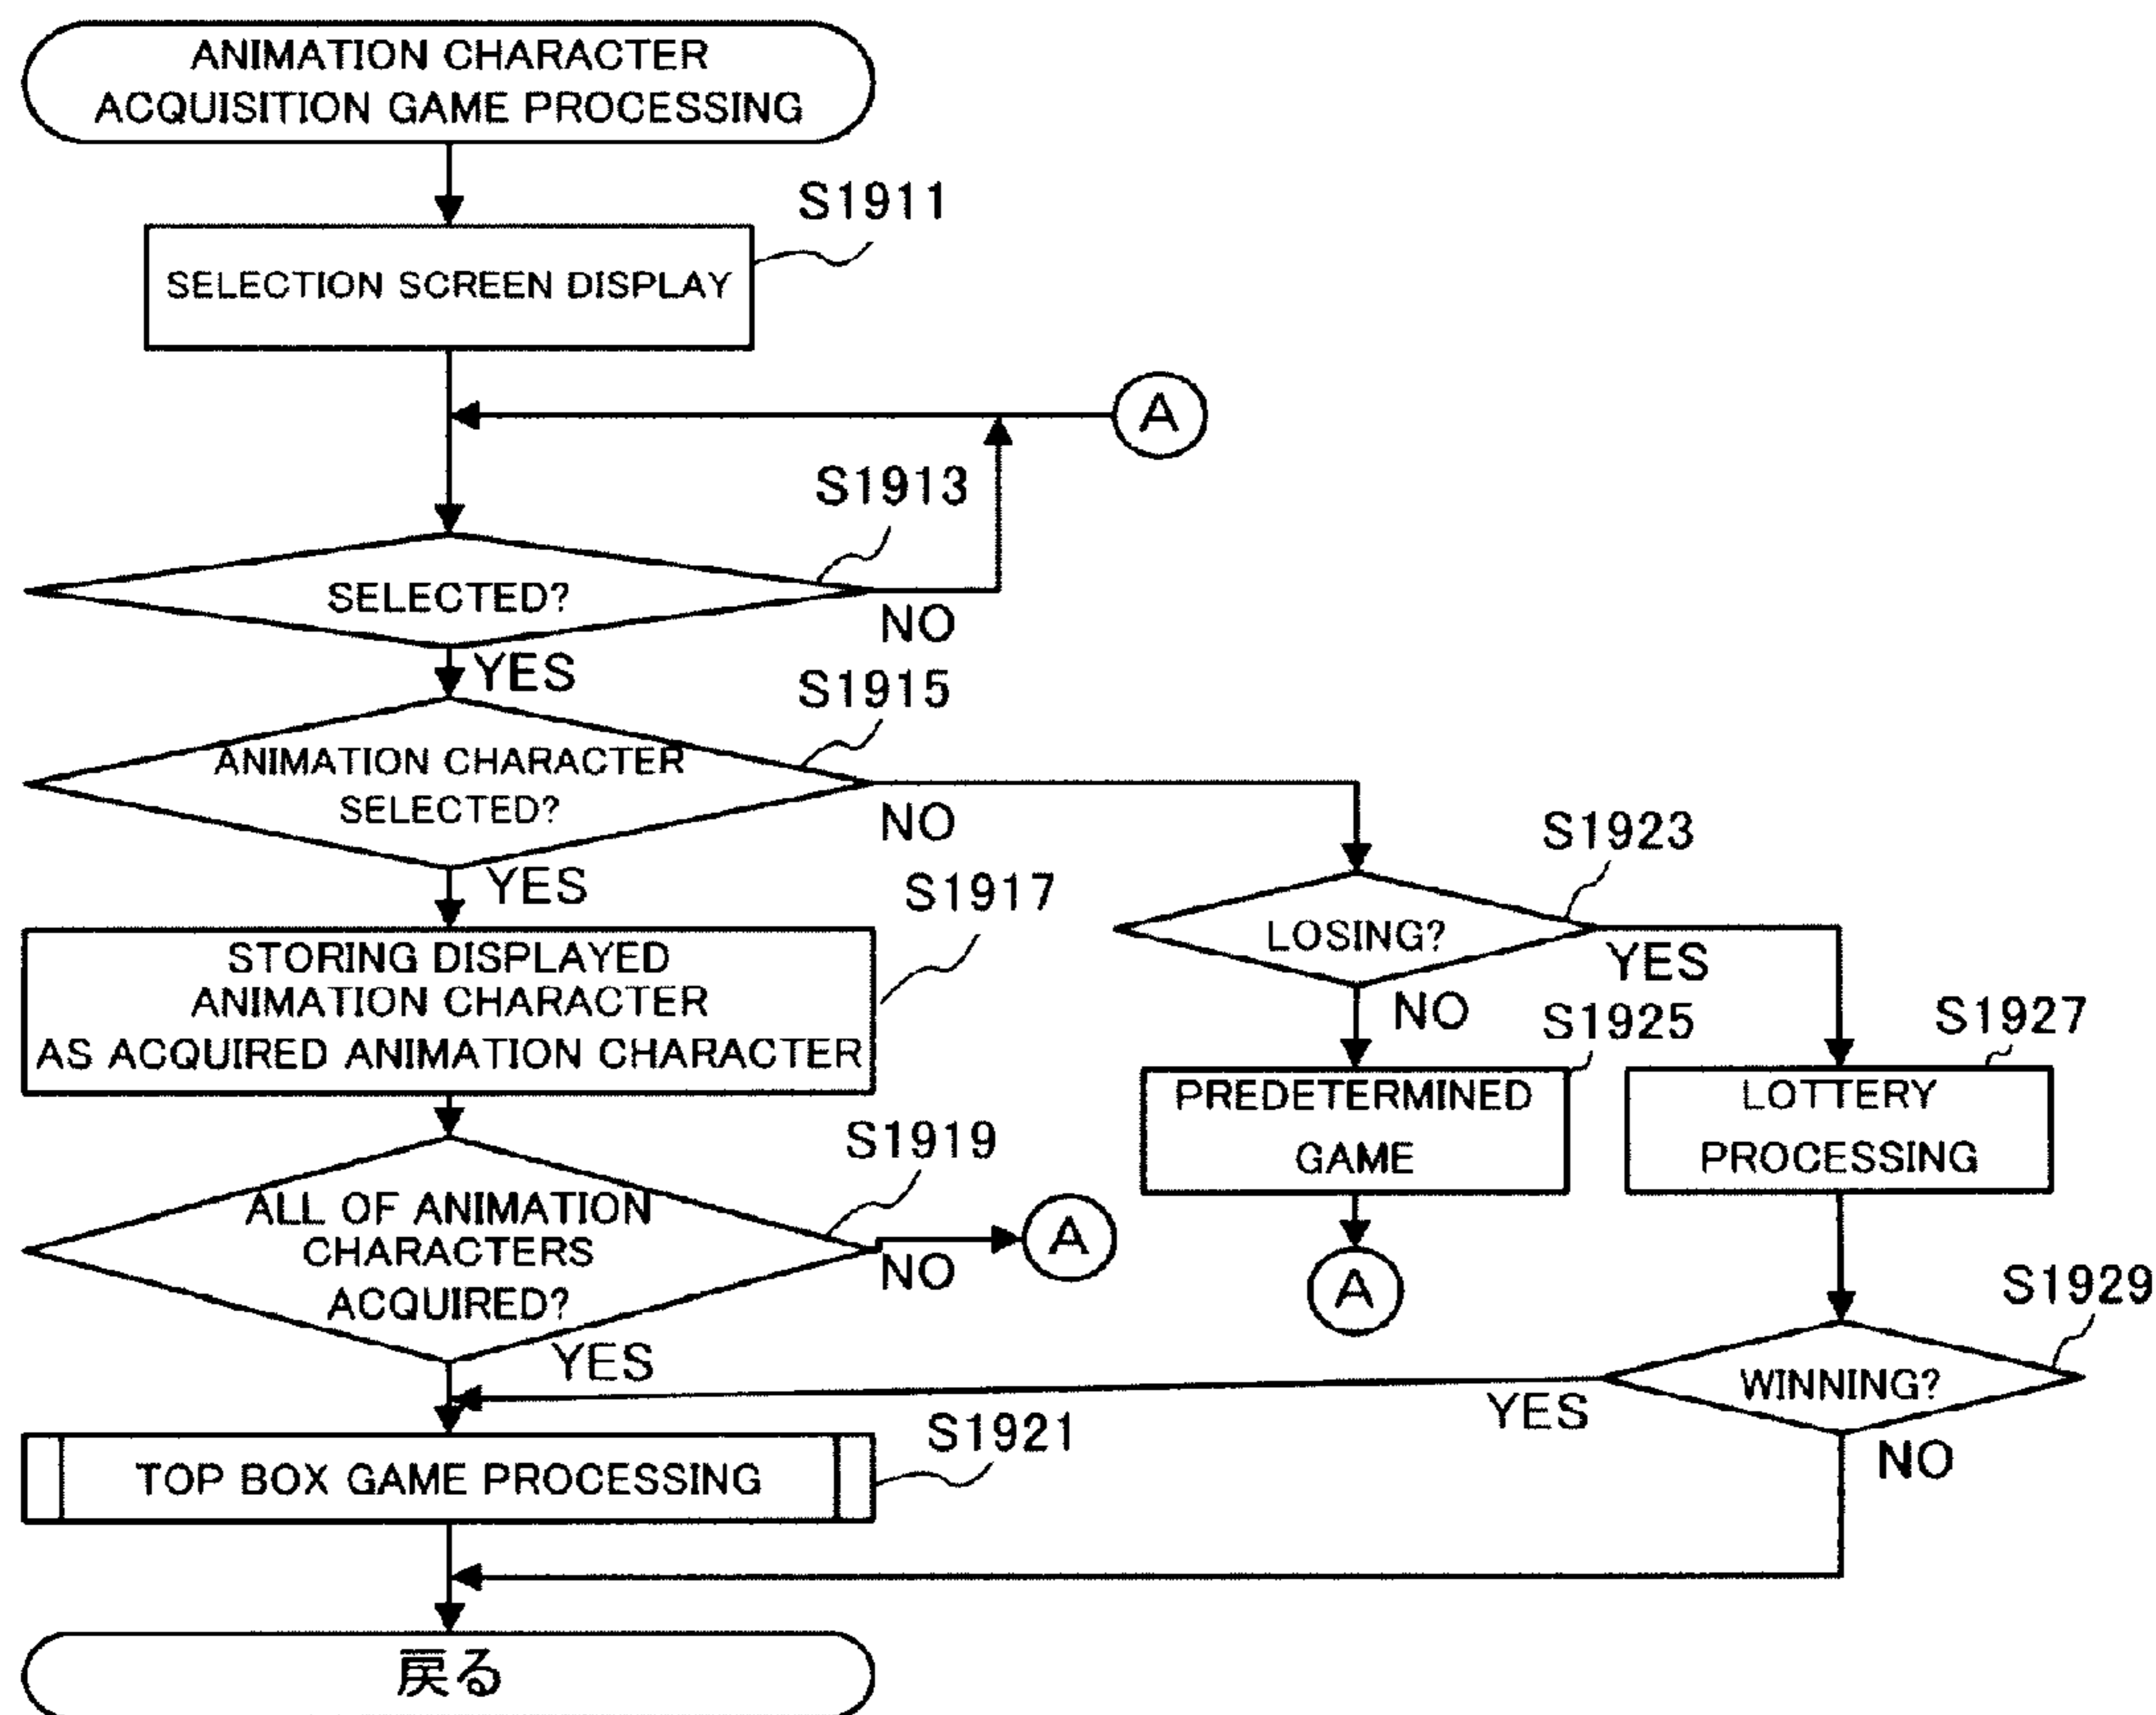 ANIMATION CHARACTER
ACQUISITION GAME PROCESSING
S1911
SELECTION SCREEN DISPLAY
A
S1913
SELECTED?
NO
YES
S1915
ANIMATION CHARACTER
SELECTED?
NO
YES
S1917
STORING DISPLAYED
ANIMATION CHARACTER
AS ACQUIRED ANIMATION CHARACTER
S1919
ALL OF ANIMATION
CHARACTERS
ACQUIRED?
NO
A
YES
S1921
TOP BOX GAME PROCESSING
S1923
LOSING?
YES
NO
S1925
PREDETERMINED
GAME
A
S1927
LOTTERY
PROCESSING
S1929
WINNING?
YES
NO
戻る